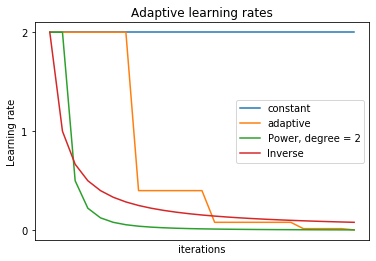 Adaptive learning rates
2
1
0
Learning rate
constant
adaptive
Power, degree = 2
Inverse
iterations